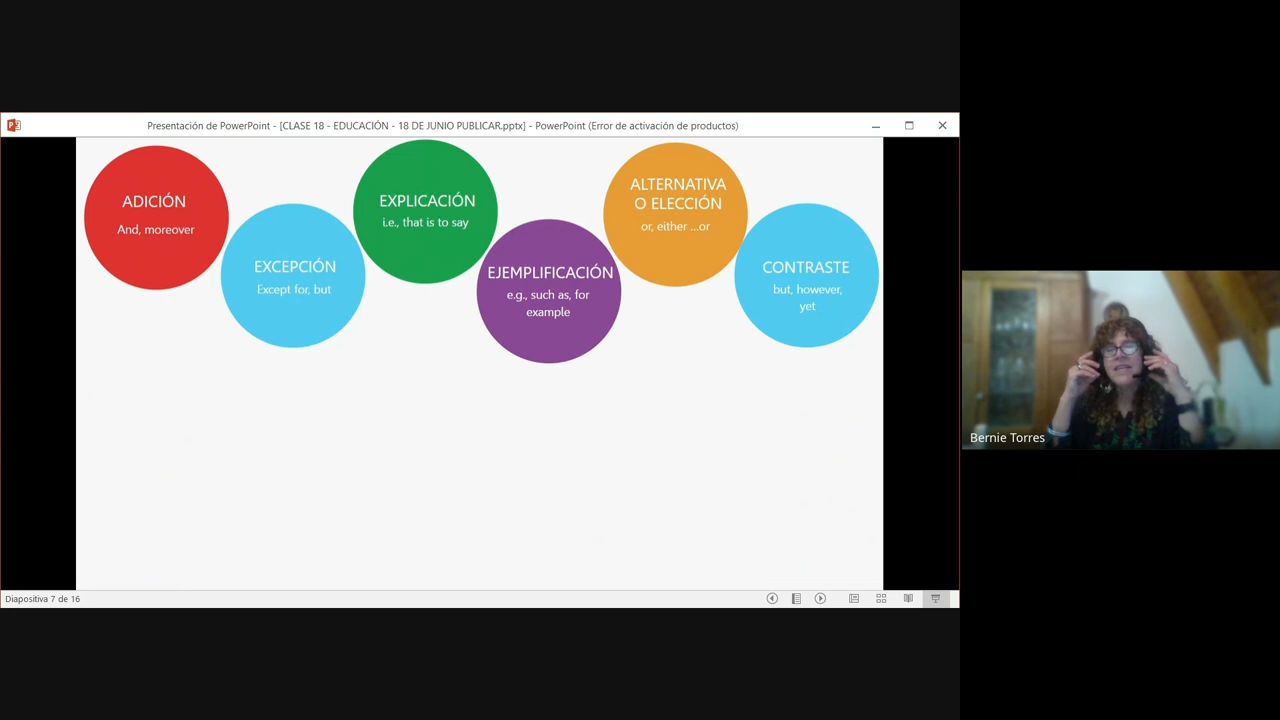 Presentación de PowerPoint - [CLASE 18 - EDUCACIÓN - 18 DE JUNIO PUBLICAR.pptx] - PowerPoint (Error de activación de productos)
ADICIÓN
And, moreover
EXCEPCIÓN
Except for, but
EXPLICACIÓN
i.e., that is to say
EJEMPLIFICACIÓN
e.g., such as, for
example
ALTERNATIVA
O ELECCIÓN
or, either ...or
CONTRASTE
but, however,
yet
Bernie Torres
Diapositiva 7 de 16